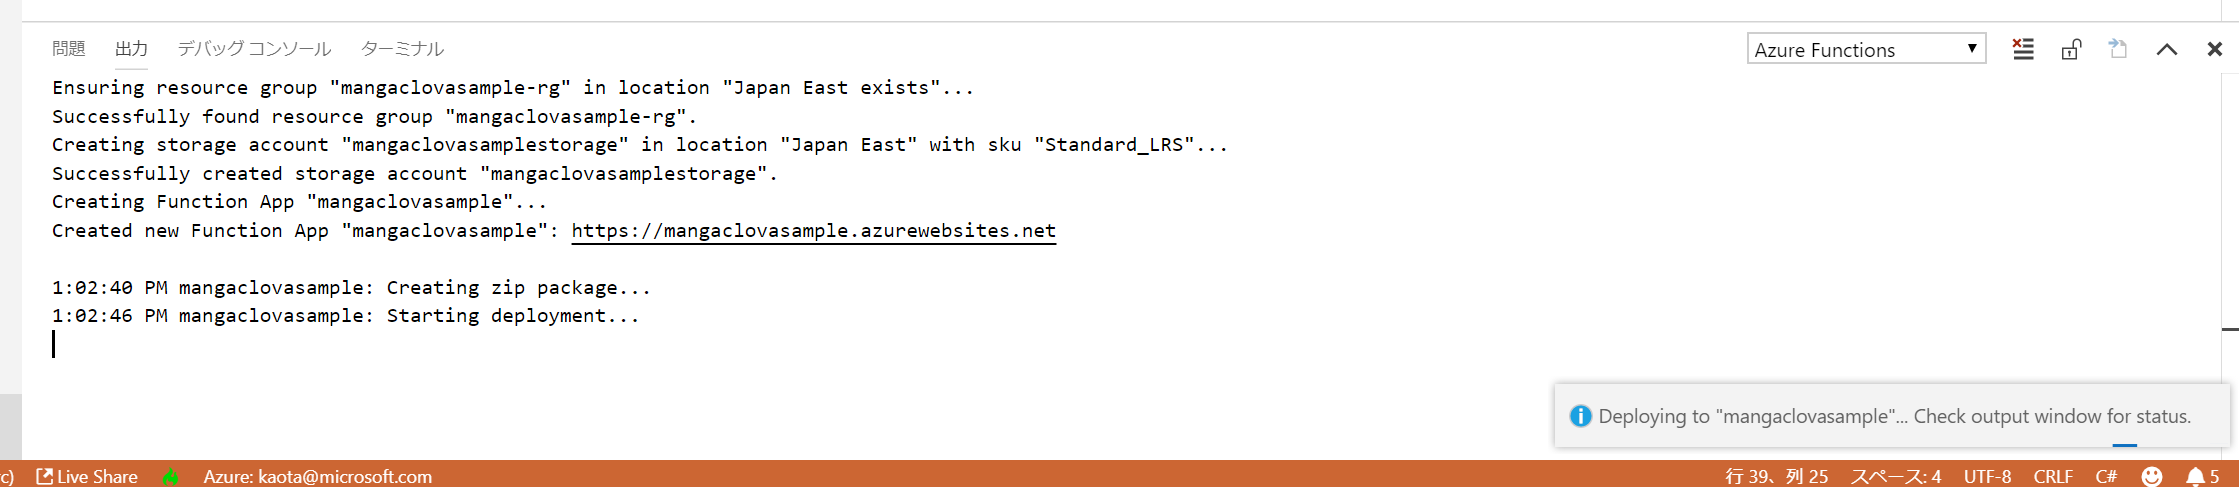 問題 出力 デバッグ コンソール ターミナル Azure Functions
Ensuring resource group "mangaclovasample-rg" in location "Japan East exists"...
Successfully found resource group "mangaclovasample-rg".
Creating storage account "mangaclovasamplestorage" in location "Japan East" with sku "Standard_LRS"...
Successfully created storage account "mangaclovasamplestorage".
Creating Function App "mangaclovasample"...
Created new Function App "mangaclovasample": https://mangaclovasample.azurewebsites.net
1:02:40 PM mangaclovasample: Creating zip package...
1:02:46 PM mangaclovasample: Starting deployment...
Deploying to "mangaclovasample"... Check output window for status.
rc) Live Share Azure: kaota@microsoft.com 行 39、列 25 スペース: 4 UTF-8 CRLF C# 5